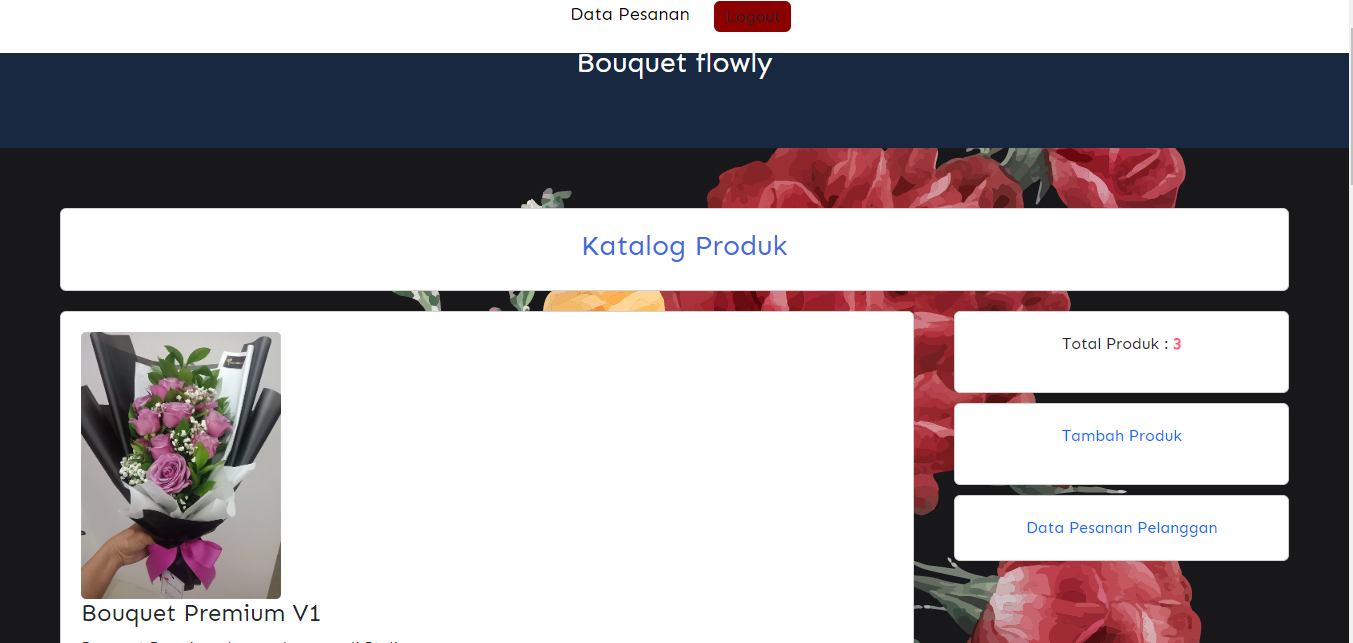 Data Pesanan Logout
Bouquet flowly
Katalog Produk
Total Produk : 3
Tambah Produk
Data Pesanan Pelanggan
Bouquet Premium V1